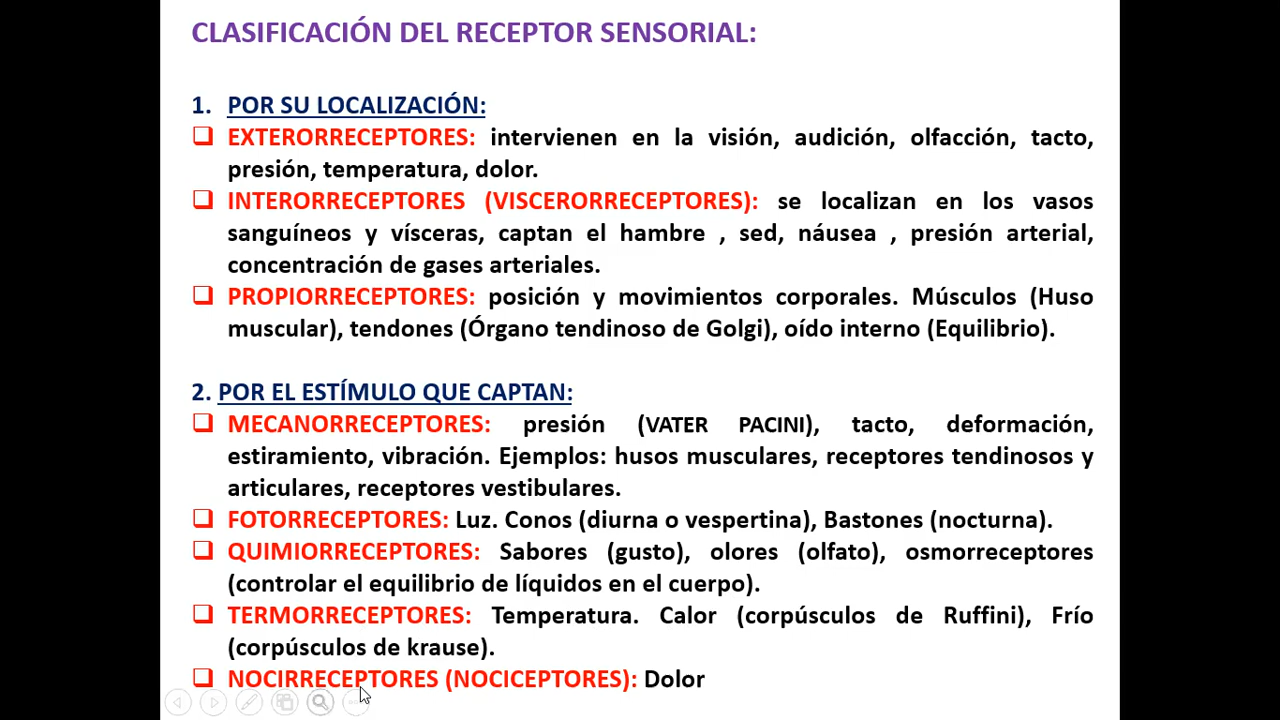 CLASIFICACIÓN DEL RECEPTOR SENSORIAL:
1. POR SU LOCALIZACIÓN:
EXTERORRECEPTORES: intervienen en la visión, audición, olfacción, tacto,
presión, temperatura, dolor.
INTERORRECEPTORES (VISCERORRECEPTORES): se localizan en los vasos
sanguíneos y vísceras, captan el hambre , sed, náusea , presión arterial,
concentración de gases arteriales.
PROPIORRECEPTORES: posición y movimientos corporales. Músculos (Huso
muscular), tendones (Órgano tendinoso de Golgi), oído interno (Equilibrio).
2. POR EL ESTÍMULO QUE CAPTAN:
MECANORRECEPTORES: presión (VATER PACINI), tacto, deformación,
estiramiento, vibración. Ejemplos: husos musculares, receptores tendinosos y
articulares, receptores vestibulares.
FOTORRECEPTORES: Luz. Conos (diurna o vespertina), Bastones (nocturna).
QUIMIORRECEPTORES: Sabores (gusto), olores (olfato), osmorreceptores
(controlar el equilibrio de líquidos en el cuerpo).
TERMORRECEPTORES: Temperatura. Calor (corpúsculos de Ruffini), Frío
(corpúsculos de krause).
NOCIRRECEPTORES (NOCICEPTORES): Dolor